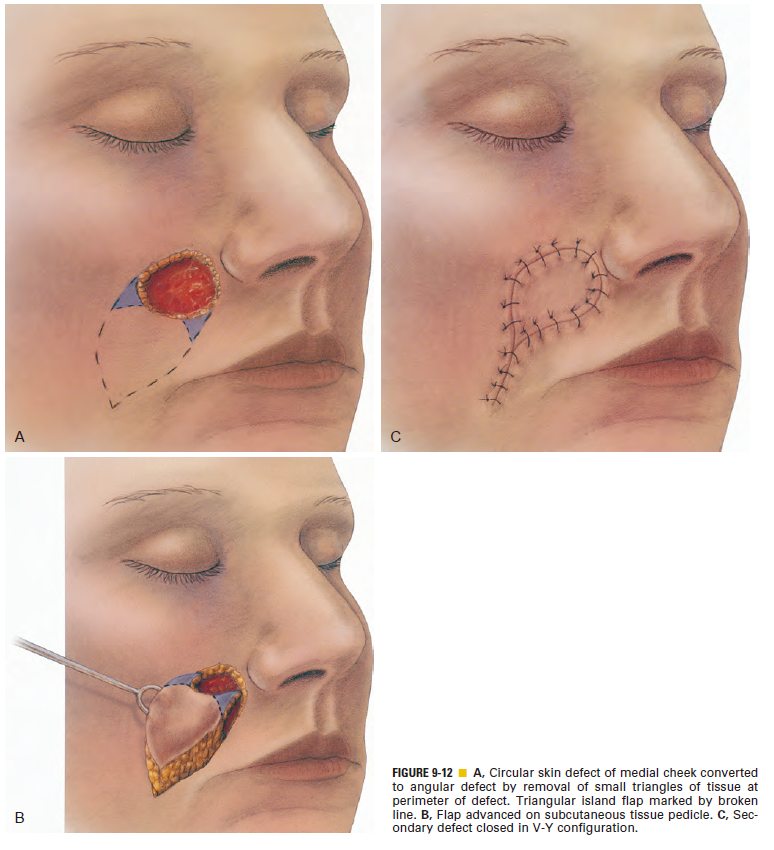 A
C
B
FIGURE 9-12 ■ A, Circular skin defect of medial cheek converted
to angular defect by removal of small triangles of tissue at
perimeter of defect. Triangular island flap marked by broken
line. B, Flap advanced on subcutaneous tissue pedicle. C, Sec-
ondary defect closed in V-Y configuration.